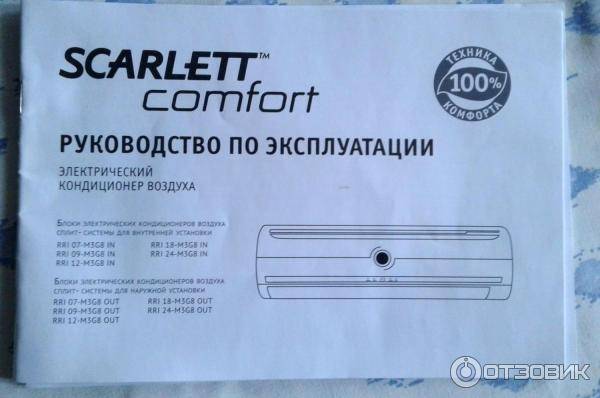 SCARLETT™
comfort
ТЕХНИКА
100%
КОМФОРТА
РУКОВОДСТВО ПО ЭКСПЛУАТАЦИИ
ЭЛЕКТРИЧЕСКИЙ
КОНДИЦИОНЕР ВОЗДУХА
Блоки электрических кондиционеров воздуха
сплит- системы для внутренней установки
RRI 07-M3G8 IN RRI 18-M3G8 IN
RRI 09-M3G8 IN RRI 24-M3G8 IN
RRI 12-M3G8 IN
Блоки электрических кондиционеров воздуха
сплит- системы для наружной установки
RRI 07-M3G8 OUT RRI 18-M3G8 OUT
RRI 09-M3G8 OUT RRI 24-M3G8 OUT
RRI 12-M3G8 OUT
ОТЗОВИК